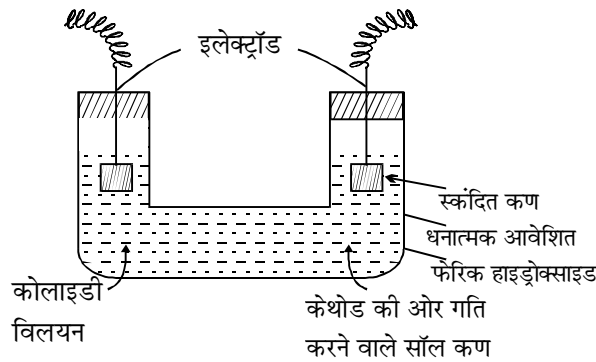 इलेक्ट्रॉड
स्कंदित कण
धनात्मक आवेशित
फेरिक हाइड्रोक्साइड
कोलाइडी
विलयन
केथोड की ओर गति
करने वाले सॉल कण